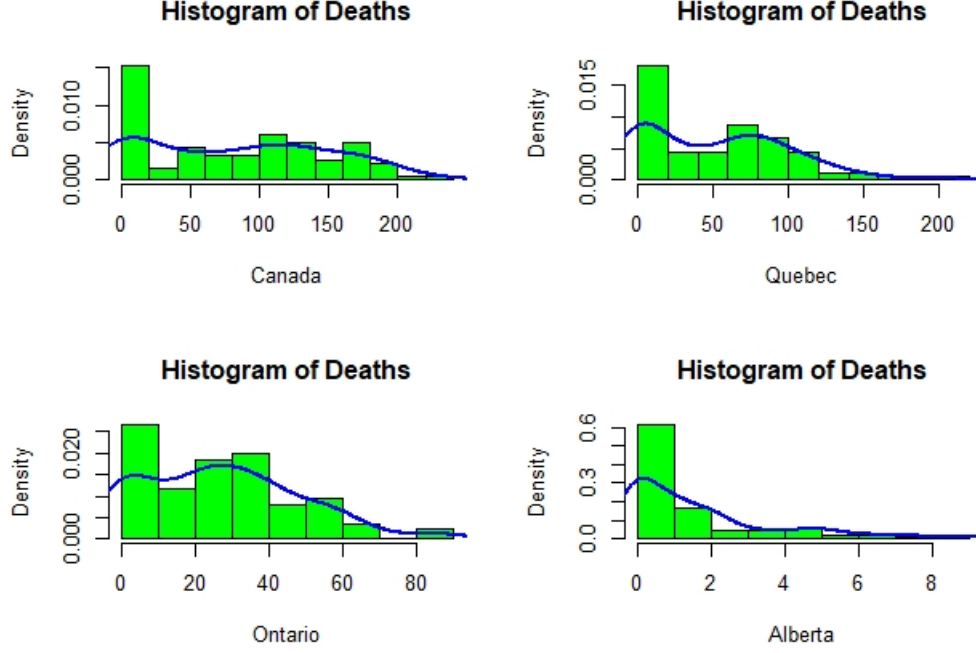 Histogram of Deaths
Density
0.000 0.010
0 50 100 150 200
Canada
Histogram of Deaths
Density
0.000 0.015
0 50 100 150 200
Quebec
Histogram of Deaths
Density
0.000 0.020
0 20 40 60 80
Ontario
Histogram of Deaths
Density
0.0 0.3 0.6
0 2 4 6 8
Alberta